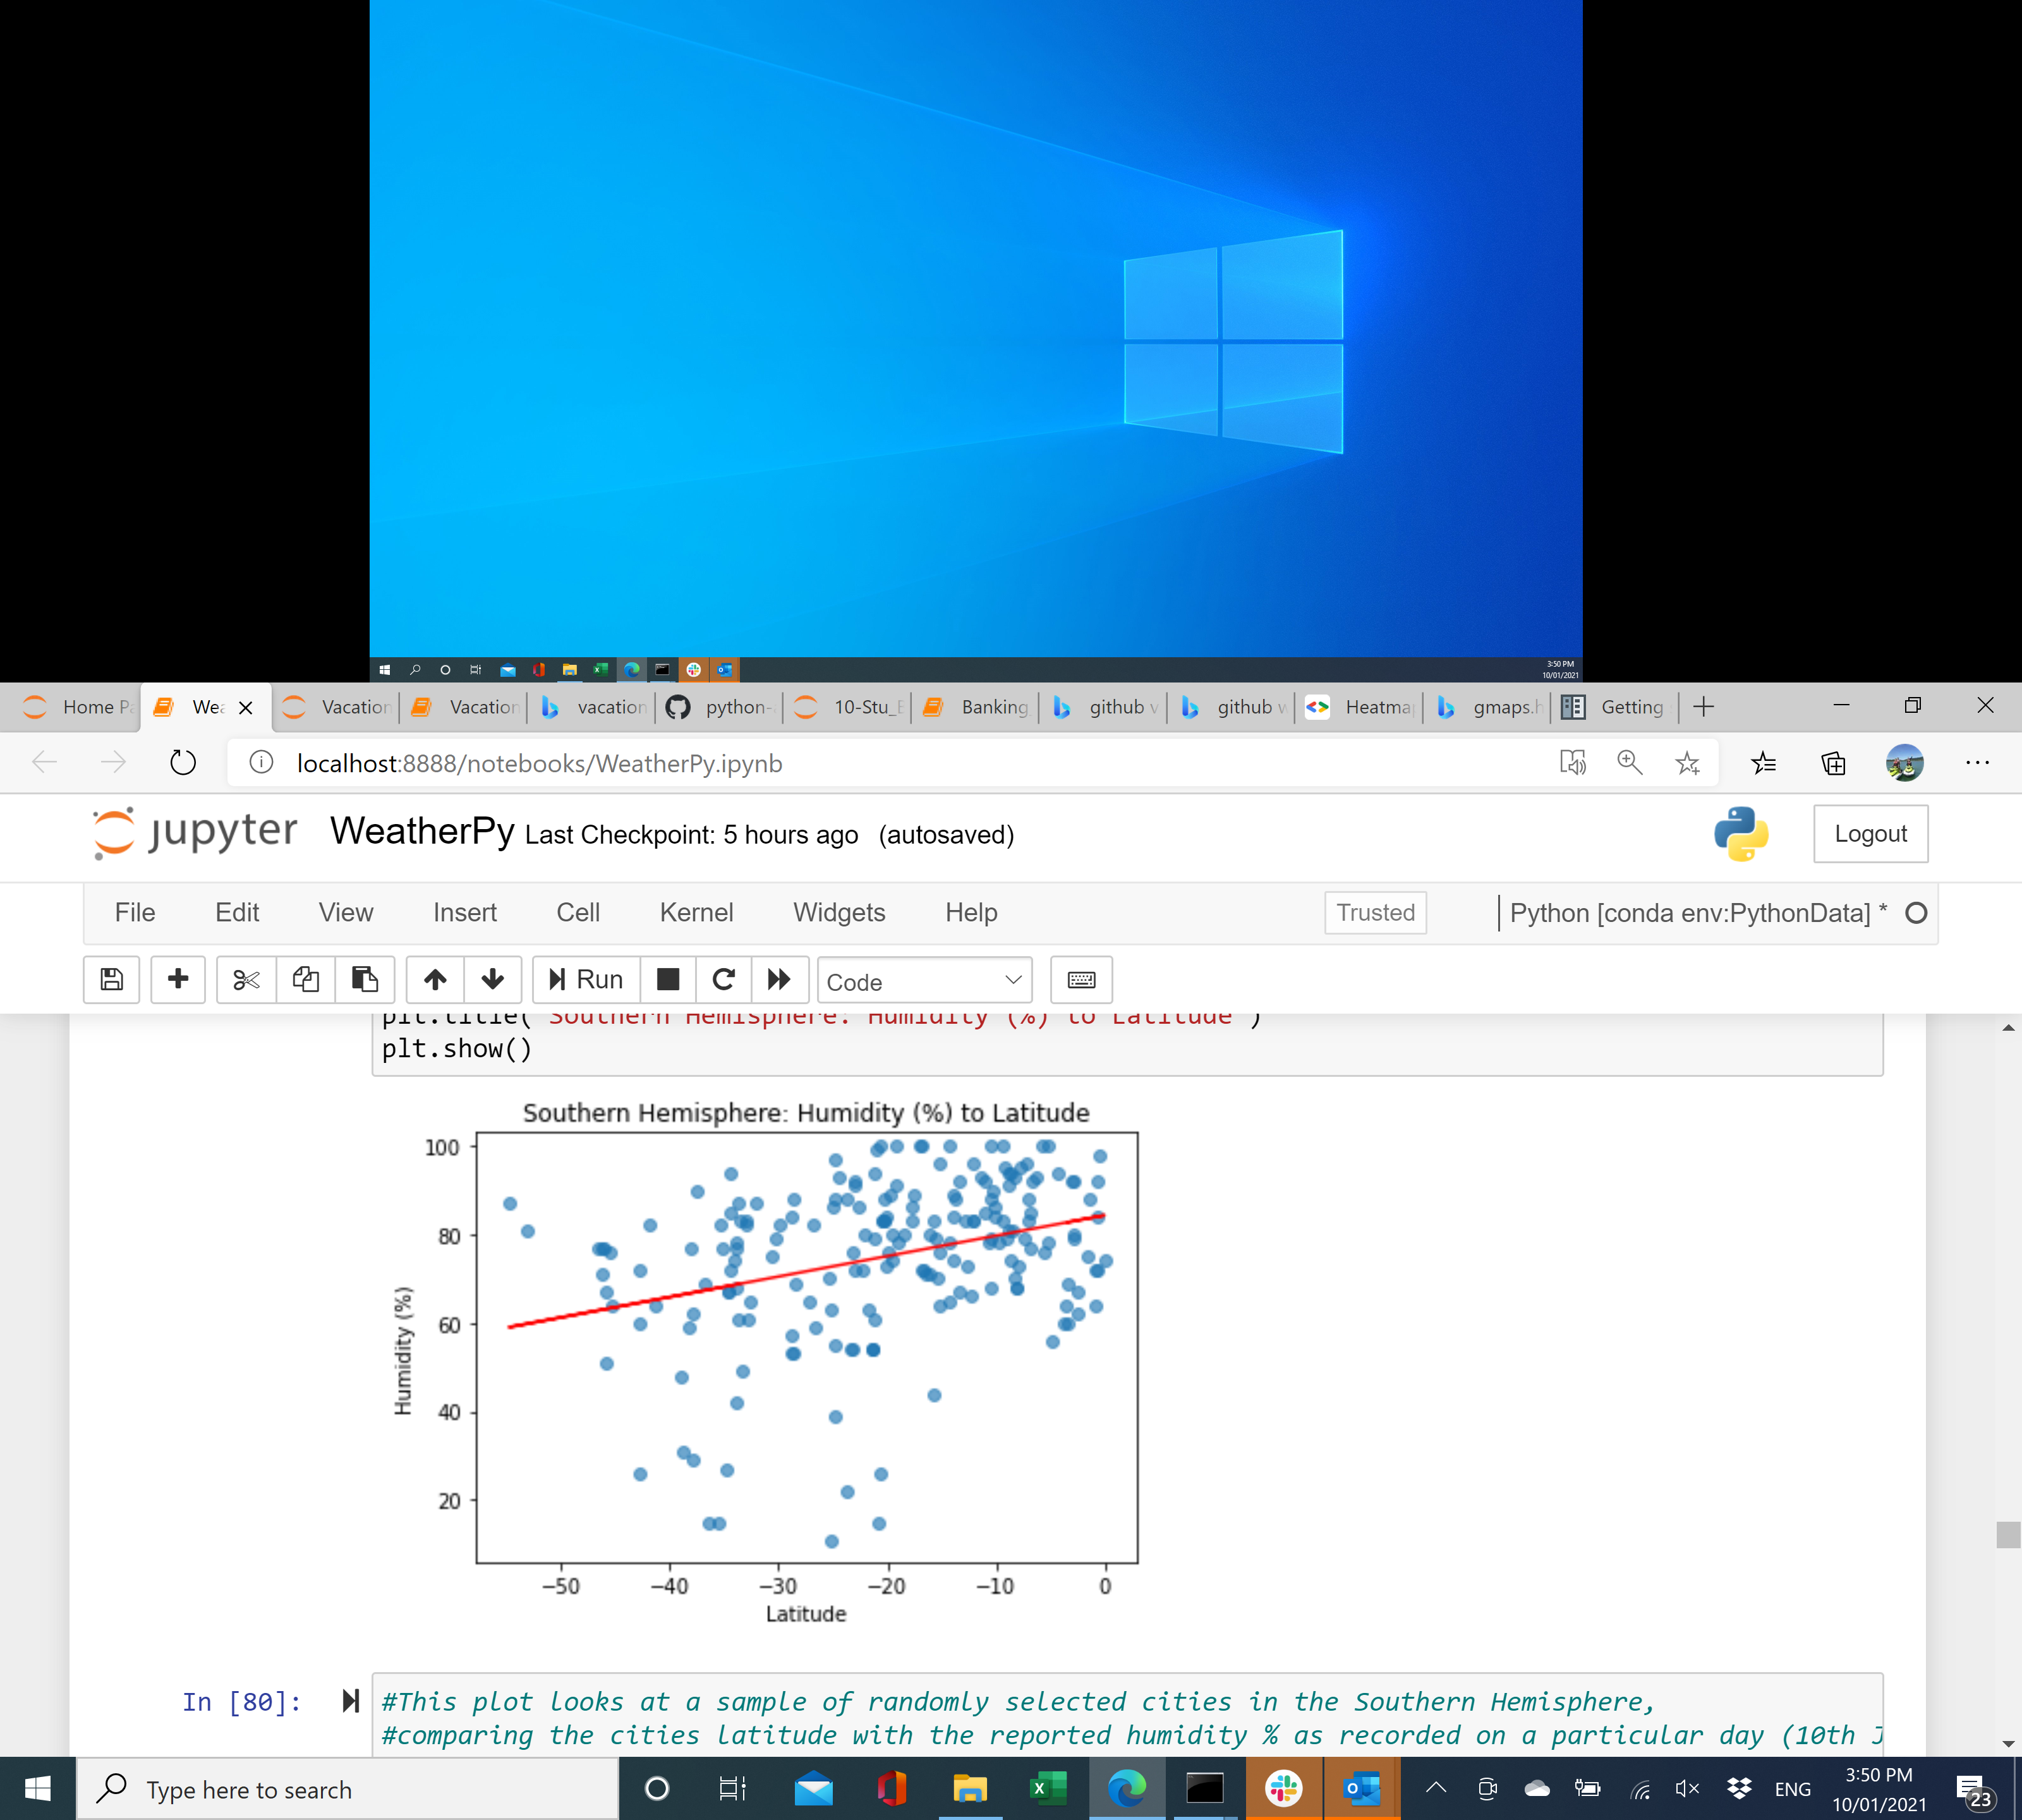 3:50 PM
10/01/2021
Home Pa
Wea
Vacation
Vacation
vacation
python-
10-Stu_E
Banking
github v
github w
Heatma
gmaps.h
Getting
localhost:8888/notebooks/WeatherPy.ipynb
jupyter WeatherPy Last Checkpoint: 5 hours ago (autosaved)
Logout
File Edit View Insert Cell Kernel Widgets Help
Trusted
Python [conda env:PythonData] *
Run
Code
plt.title("Southern Hemisphere: Humidity (%) to Latitude")
plt.show()
Southern Hemisphere: Humidity (%) to Latitude
100
80
60
40
20
Humidity (%)
−50 −40 −30 −20 −10 0
Latitude
In [80]:
#This plot looks at a sample of randomly selected cities in the Southern Hemisphere,
#comparing the cities latitude with the reported humidity % as recorded on a particular day (10th J
Type here to search
ENG
3:50 PM
10/01/2021
23